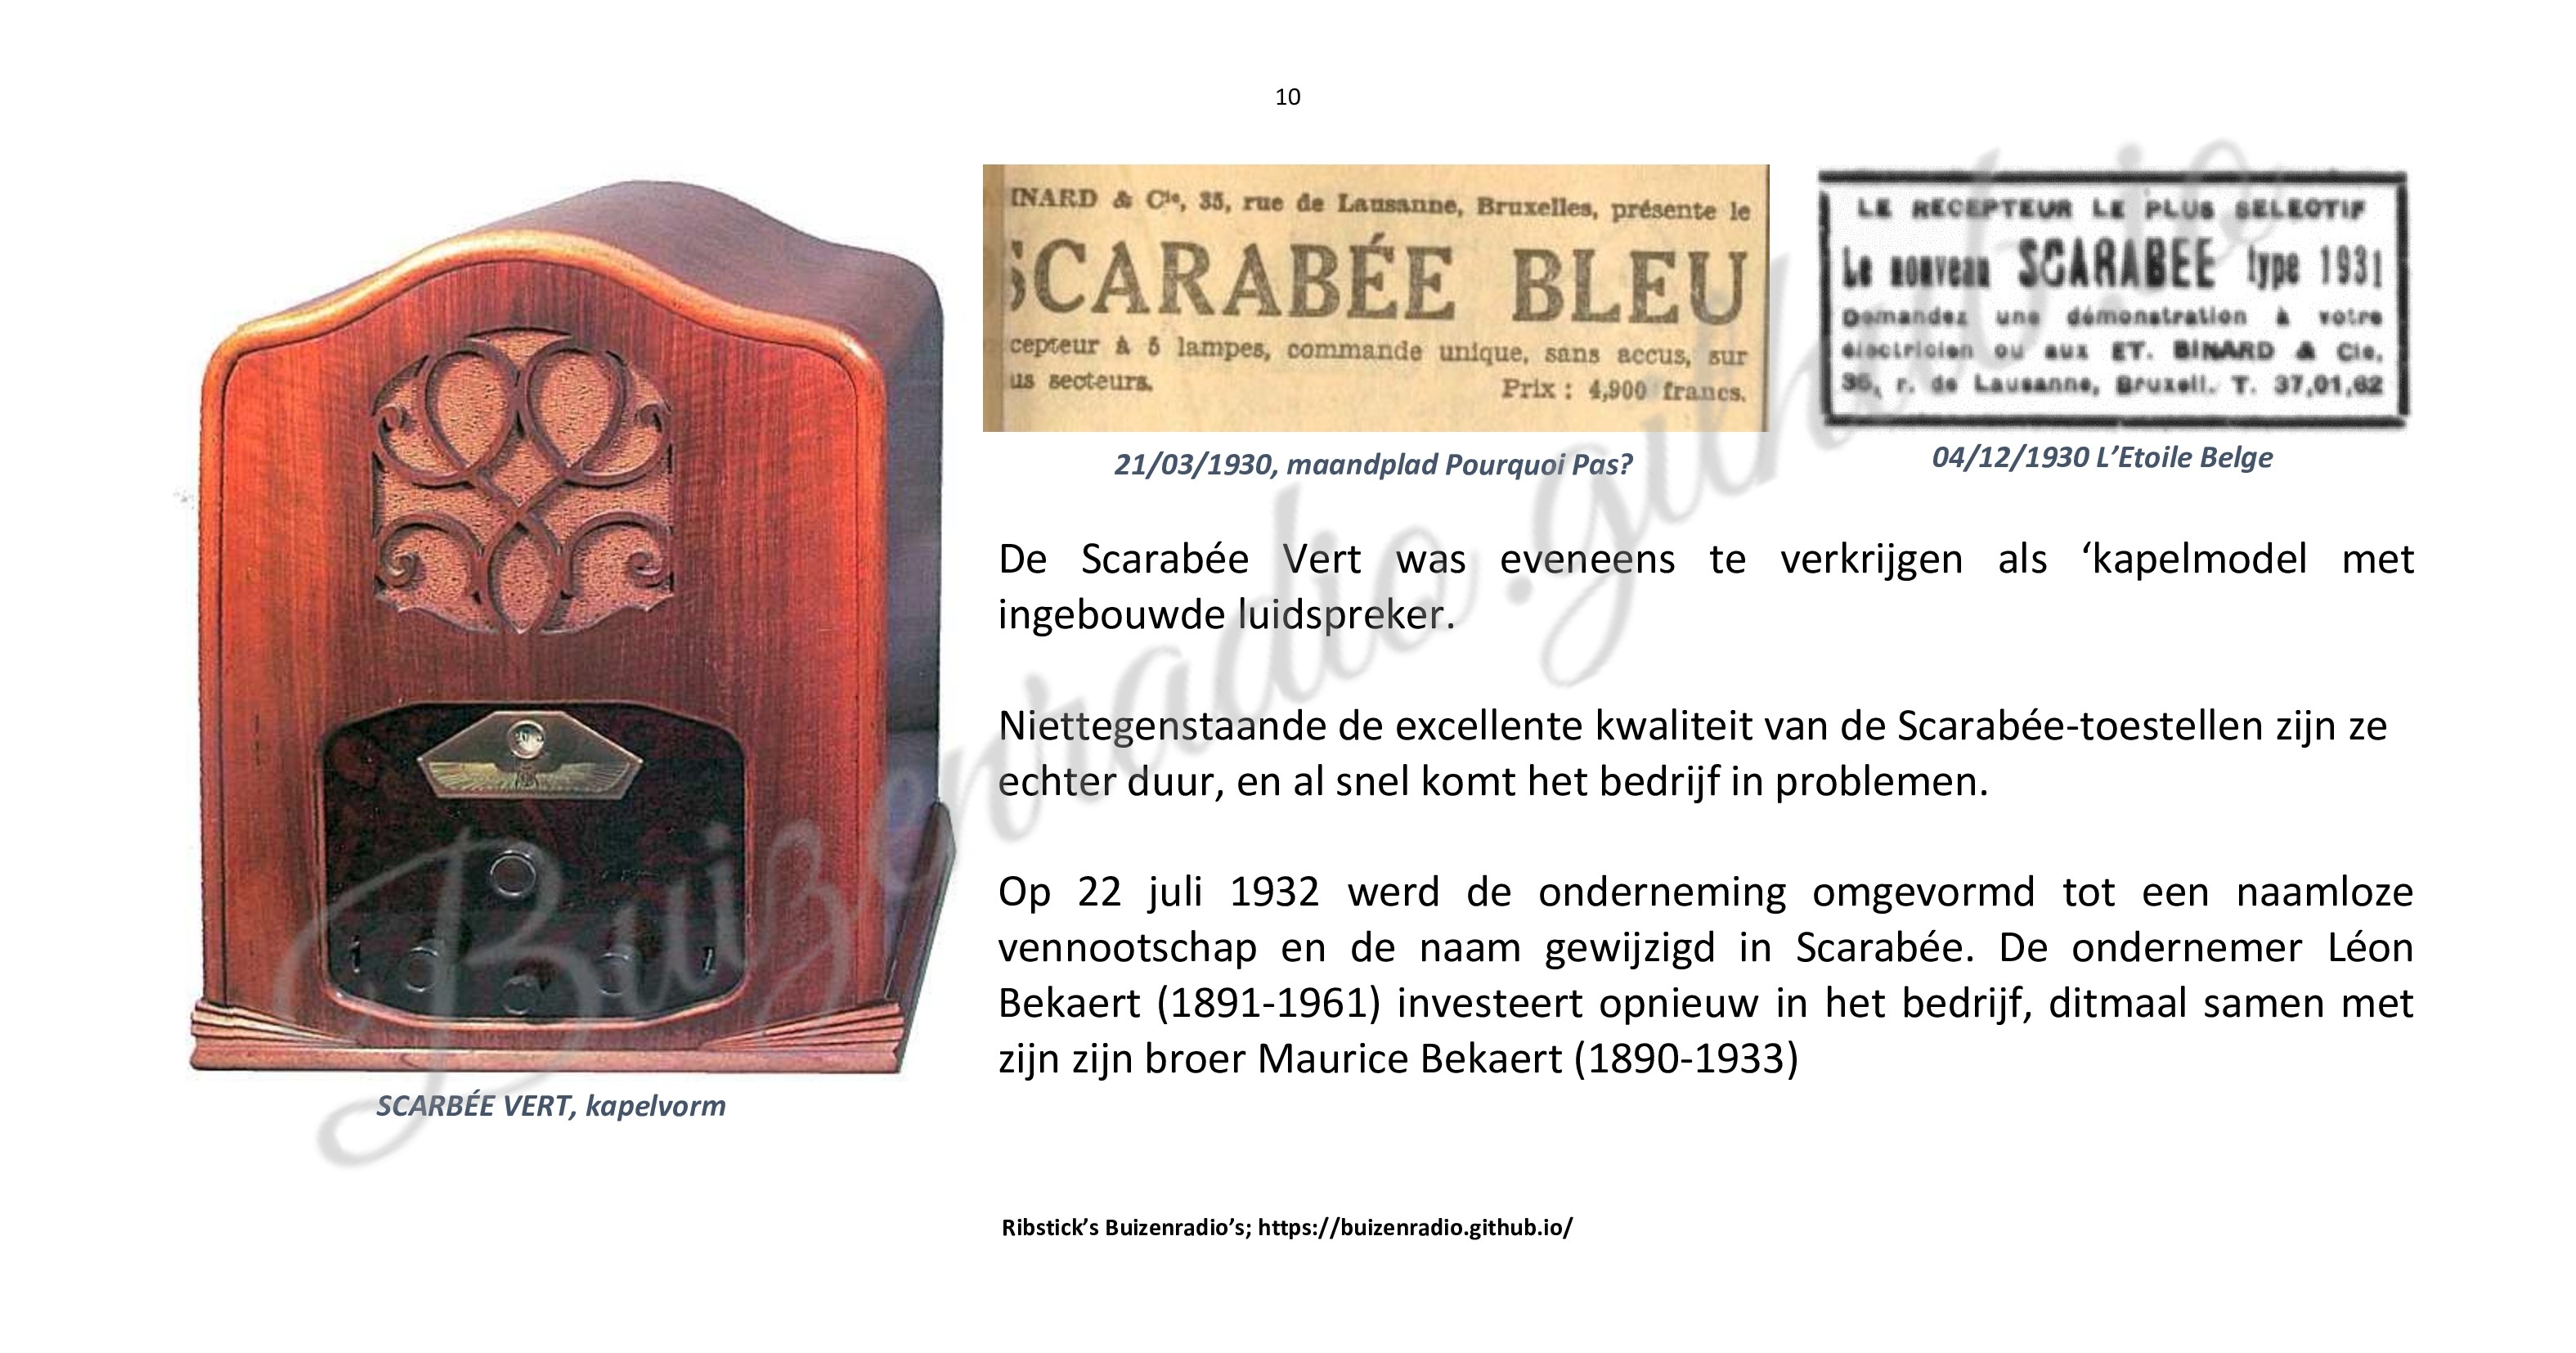 10
INARD & Cie, 35, rue de Lausanne, Bruxelles, présente le
SCARABÉE BLEU
cepteur à 5 lampes, commande unique, sans accus, sur
us secteurs.
Prix : 4,900 francs.
21/03/1930, maandplad Pourquoi Pas?
LE RECEPTEUR LE PLUS SELECTIF
Le nouveau SCARABEE type 1931
Demandez une démonstration à votre
électricien ou aux ET. BINARD & Cie,
35, r. de Lausanne, Bruxell. T. 37,01,62
04/12/1930 L’Etoile Belge
De Scarabée Vert was eveneens te verkrijgen als ‘kapelmodel met
ingebouwde luidspreker.
Niettegenstaande de excellente kwaliteit van de Scarabée-toestellen zijn ze
echter duur, en al snel komt het bedrijf in problemen.
Op 22 juli 1932 werd de onderneming omgevormd tot een naamloze
vennootschap en de naam gewijzigd in Scarabée. De ondernemer Léon
Bekaert (1891-1961) investeert opnieuw in het bedrijf, ditmaal samen met
zijn zijn broer Maurice Bekaert (1890-1933)
SCARBÉE VERT, kapelvorm
Buizenradio.github.io
Ribstick’s Buizenradio’s; https://buizenradio.github.io/